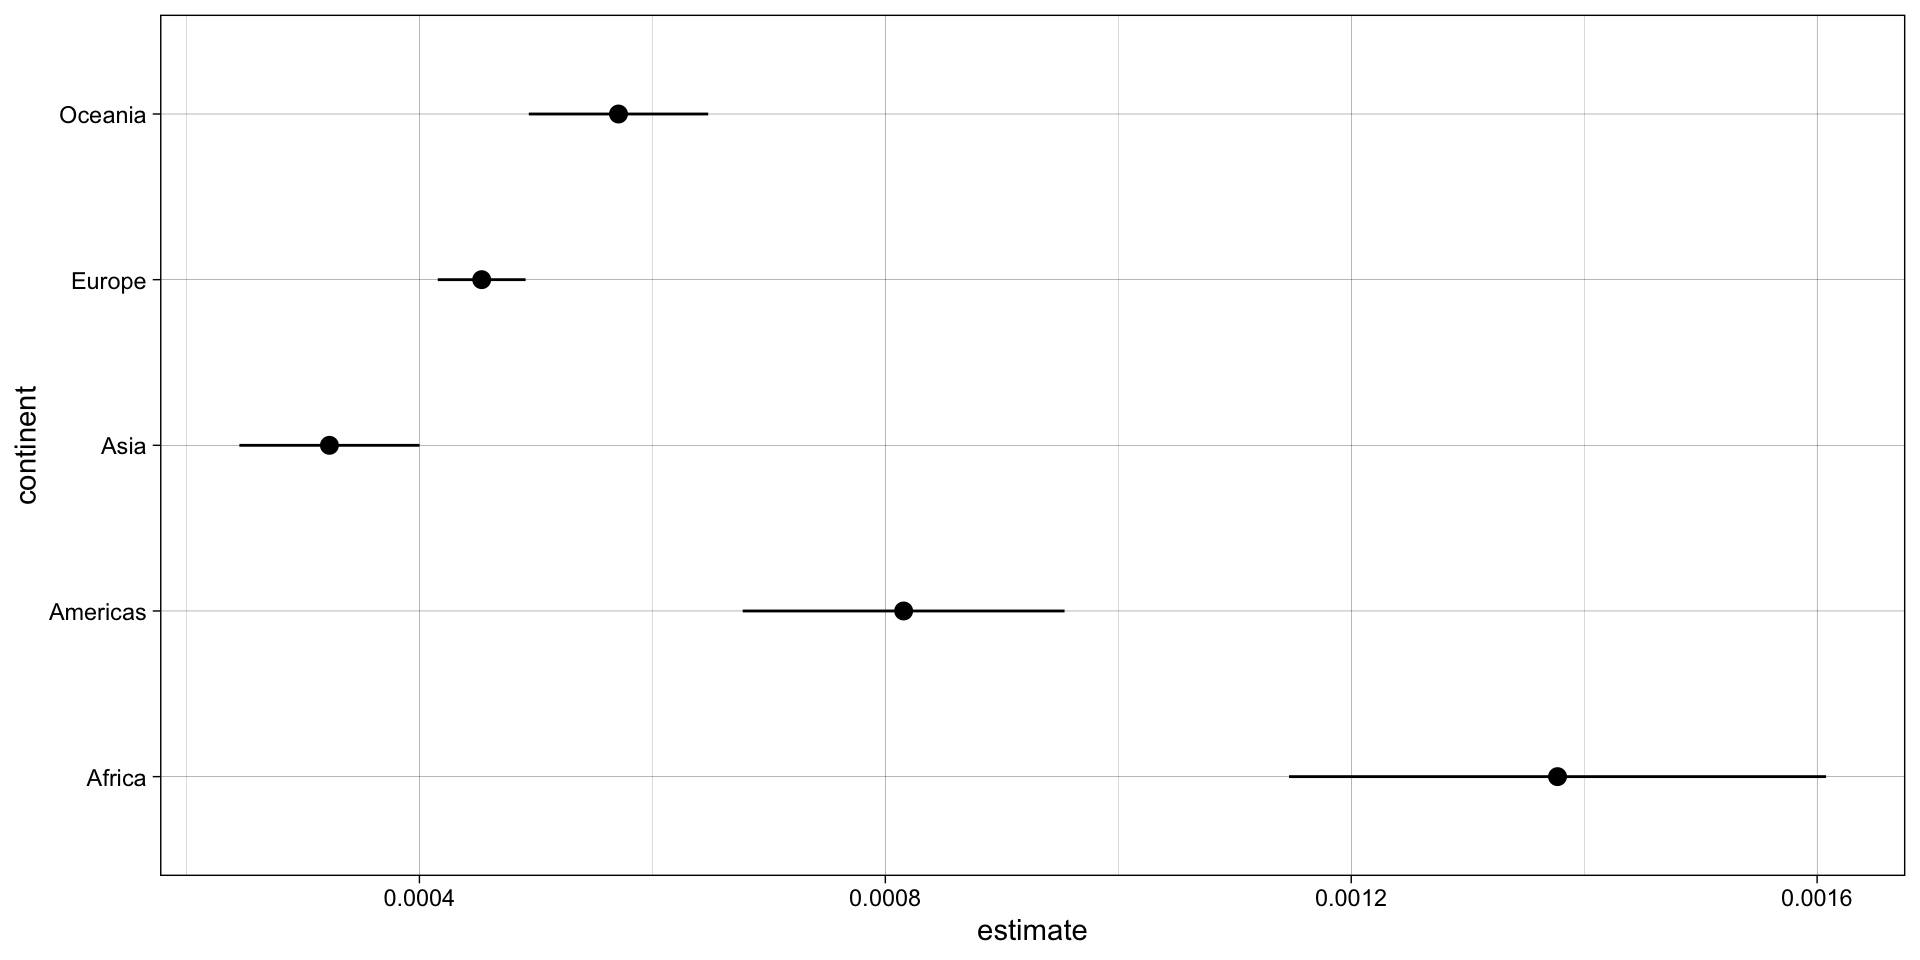 Oceania
Europe
Asia
Americas
Africa
continent
0.0004
0.0008
0.0012
0.0016
estimate